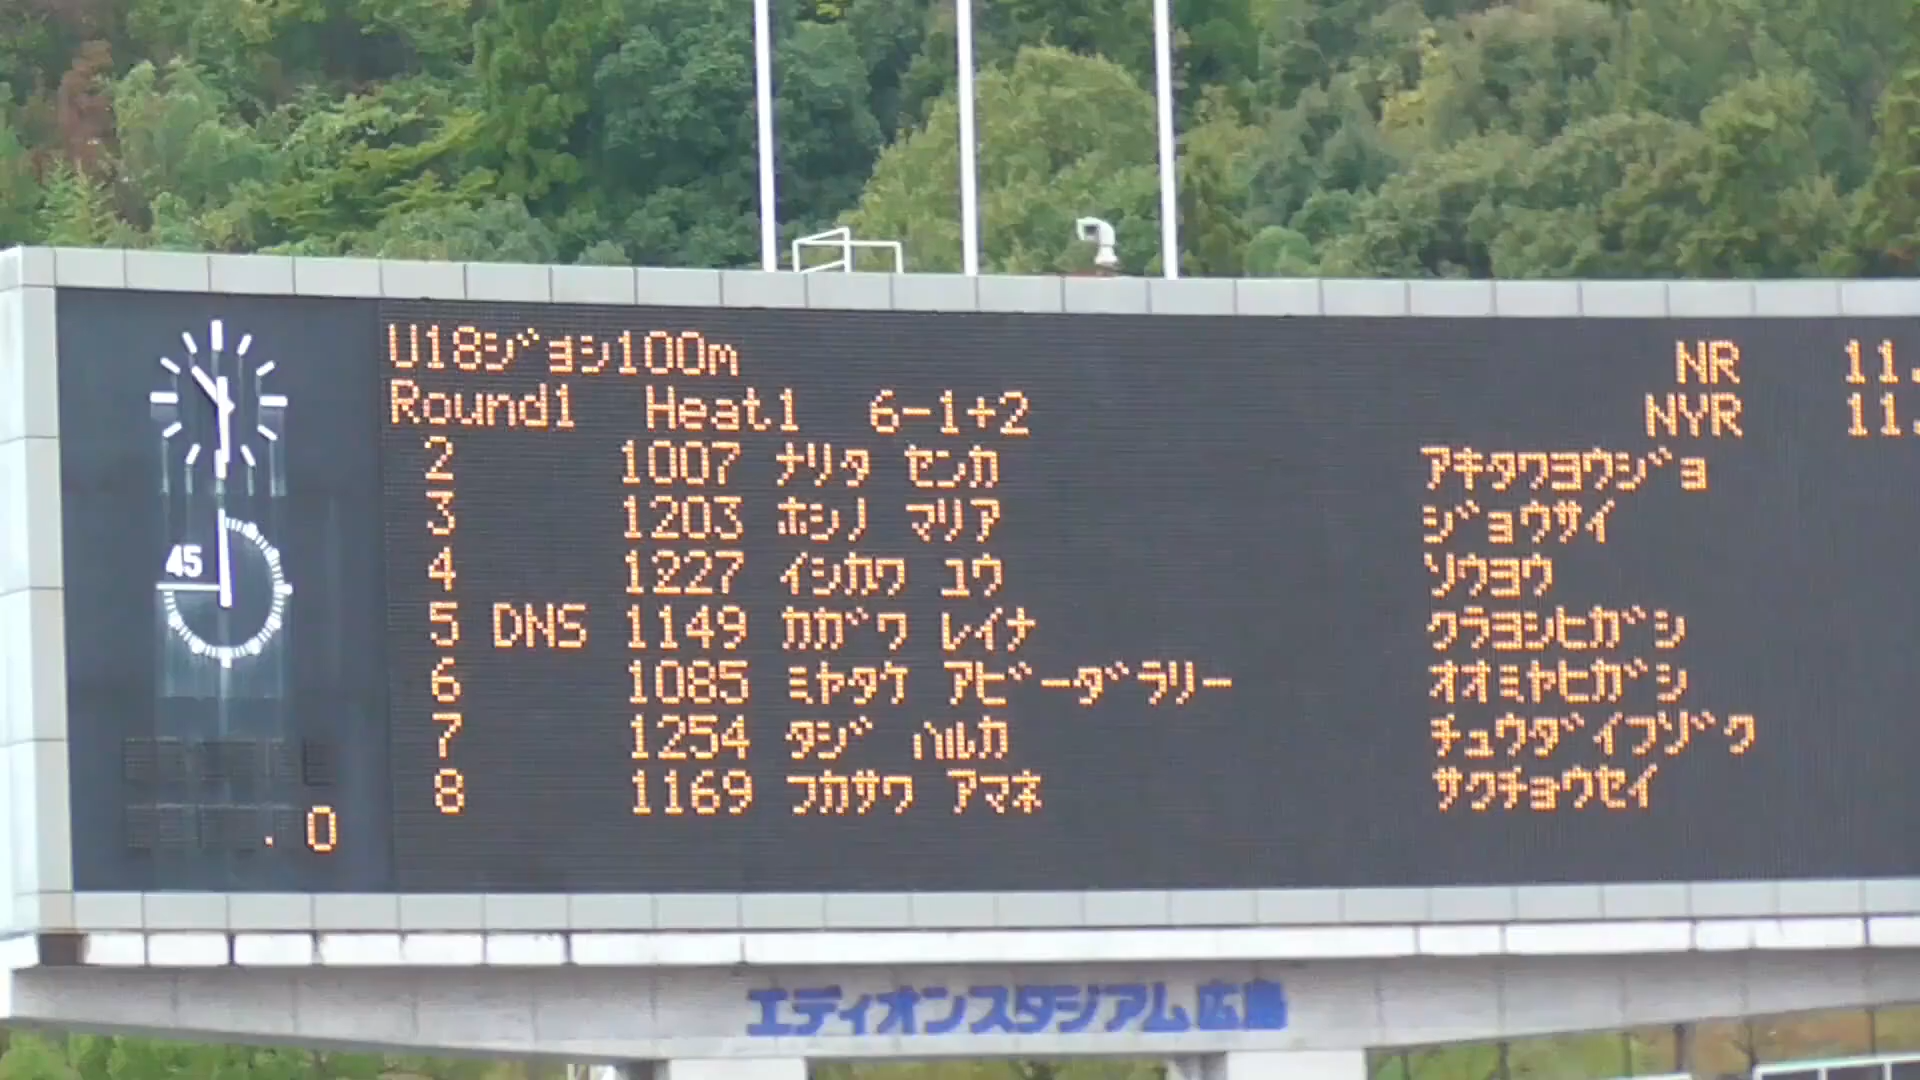 U18ジョシ100m
NR 11.
Round1 Heat1 6-1+2
NYR 11.
2 1007 ナリタ センカ アキタワヨウジョ
3 1203 ホシノ マリア ジョウサイ
4 1227 イシカワ ユウ ソウヨウ
5 DNS 1149 カガワ レイナ クラヨシヒガシ
6 1085 ミヤタケ アビーダラリー オオミヤヒガシ
7 1254 タジ ハルカ チュウダイフゾク
8 1169 フカサワ アマネ サクチョウセイ
45
.0
エディオンスタジアム広島